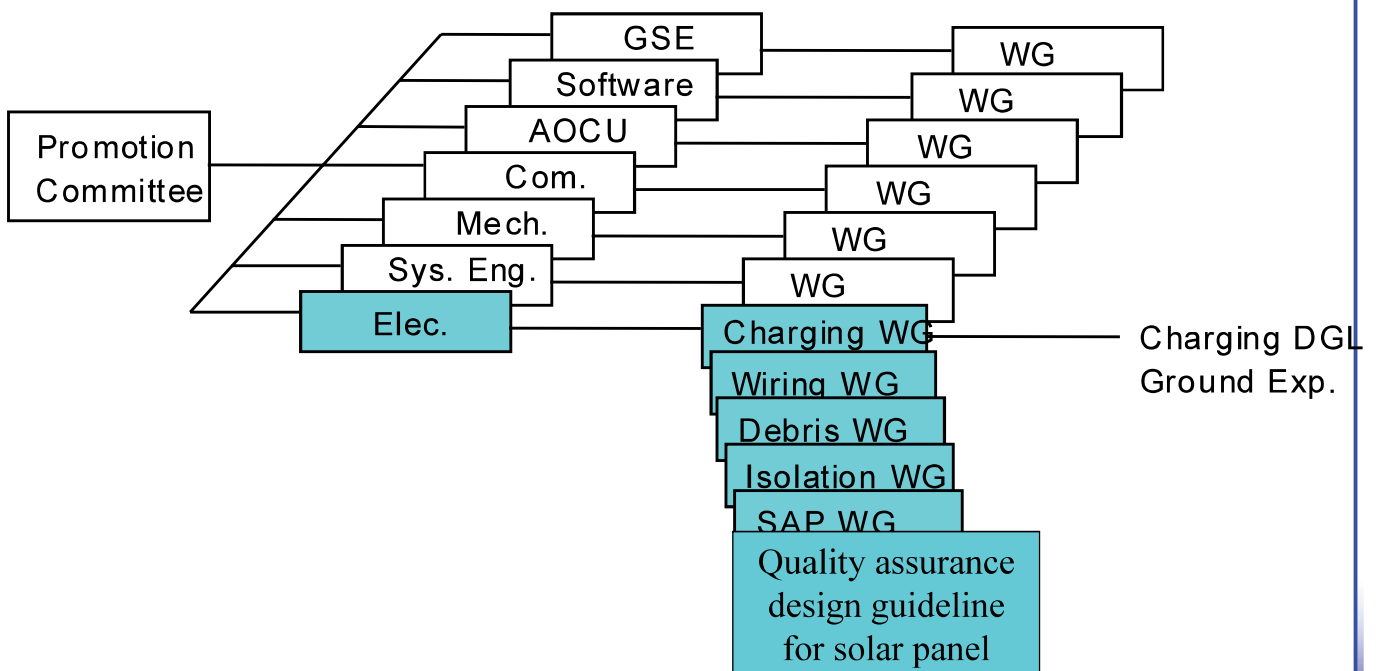 GSE
WG
Software
WG
AOCU
WG
Promotion
Committee
Com.
WG
Mech.
WG
Sys. Eng.
WG
Elec.
Charging WG
Charging DGL
Ground Exp.
Wiring WG
Debris WG
Isolation WG
SAP WG
Quality assurance
design guideline
for solar panel